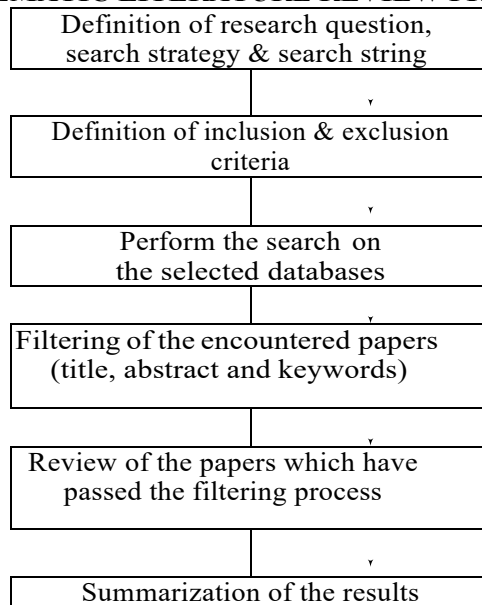 Definition of research question,
search strategy & search string
Definition of inclusion & exclusion
criteria
Perform the search on
the selected databases
Filtering of the encountered papers
(title, abstract and keywords)
Review of the papers which have
passed the filtering process
Summarization of the results